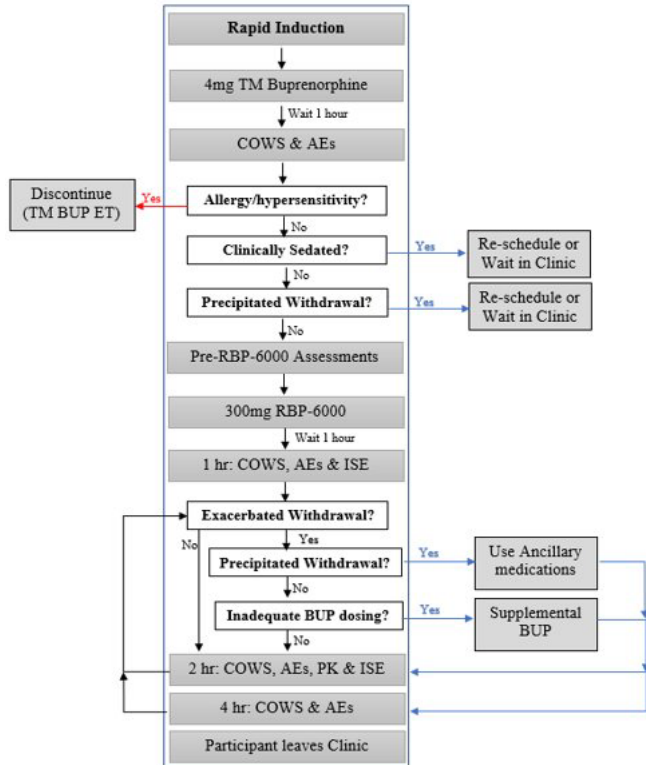 Rapid Induction
4mg TM Buprenorphine
Wait 1 hour
COWS & AEs
Discontinue
(TM BUP ET)
Yes
Allergy/hypersensitivity?
No
Clinically Sedated?
Yes
Re-schedule or
Wait in Clinic
No
Precipitated Withdrawal?
Yes
Re-schedule or
Wait in Clinic
No
Pre-RBP-6000 Assessments
300mg RBP-6000
Wait 1 hour
1 hr: COWS, AEs & ISE
Exacerbated Withdrawal?
No
Yes
Precipitated Withdrawal?
Yes
Use Ancillary
medications
No
Inadequate BUP dosing?
Yes
Supplemental
BUP
No
2 hr: COWS, AEs, PK & ISE
4 hr: COWS & AEs
Participant leaves Clinic